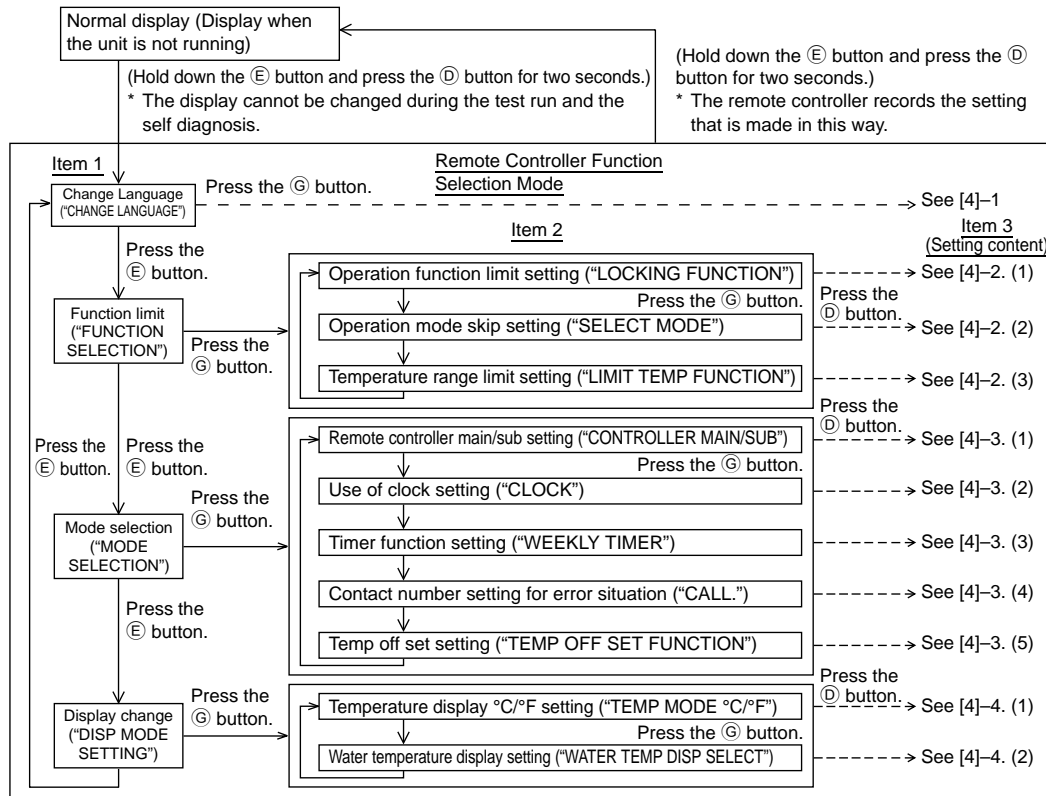 Normal display (Display when
the unit is not running)
(Hold down the Ⓔ button and press the Ⓓ button for two seconds.)
* The display cannot be changed during the test run and the
self diagnosis.
(Hold down the Ⓔ button and press the Ⓓ
button for two seconds.)
* The remote controller records the setting
that is made in this way.
Item 1
Remote Controller Function
Selection Mode
Change Language
(“CHANGE LANGUAGE”)
Press the Ⓖ button.
See [4]–1
Item 2
Item 3
(Setting content)
Press the
Ⓔ button.
Function limit
(“FUNCTION
SELECTION”)
Press the
Ⓖ button.
Operation function limit setting (“LOCKING FUNCTION”)
See [4]–2. (1)
Press the Ⓖ button.
Press the
Ⓓ button.
Operation mode skip setting (“SELECT MODE”)
See [4]–2. (2)
Temperature range limit setting (“LIMIT TEMP FUNCTION”)
See [4]–2. (3)
Press the
Ⓔ button.
Press the
Ⓔ button.
Mode selection
(“MODE
SELECTION”)
Press the
Ⓖ button.
Press the
Ⓓ button.
Remote controller main/sub setting (“CONTROLLER MAIN/SUB”)
See [4]–3. (1)
Press the Ⓖ button.
Use of clock setting (“CLOCK”)
See [4]–3. (2)
Timer function setting (“WEEKLY TIMER”)
See [4]–3. (3)
Contact number setting for error situation (“CALL.”)
See [4]–3. (4)
Temp off set setting (“TEMP OFF SET FUNCTION”)
See [4]–3. (5)
Press the
Ⓔ button.
Display change
(“DISP MODE
SETTING”)
Press the
Ⓖ button.
Press the
Ⓓ button.
Temperature display °C/°F setting (“TEMP MODE °C/°F”)
See [4]–4. (1)
Press the Ⓖ button.
Water temperature display setting (“WATER TEMP DISP SELECT”)
See [4]–4. (2)